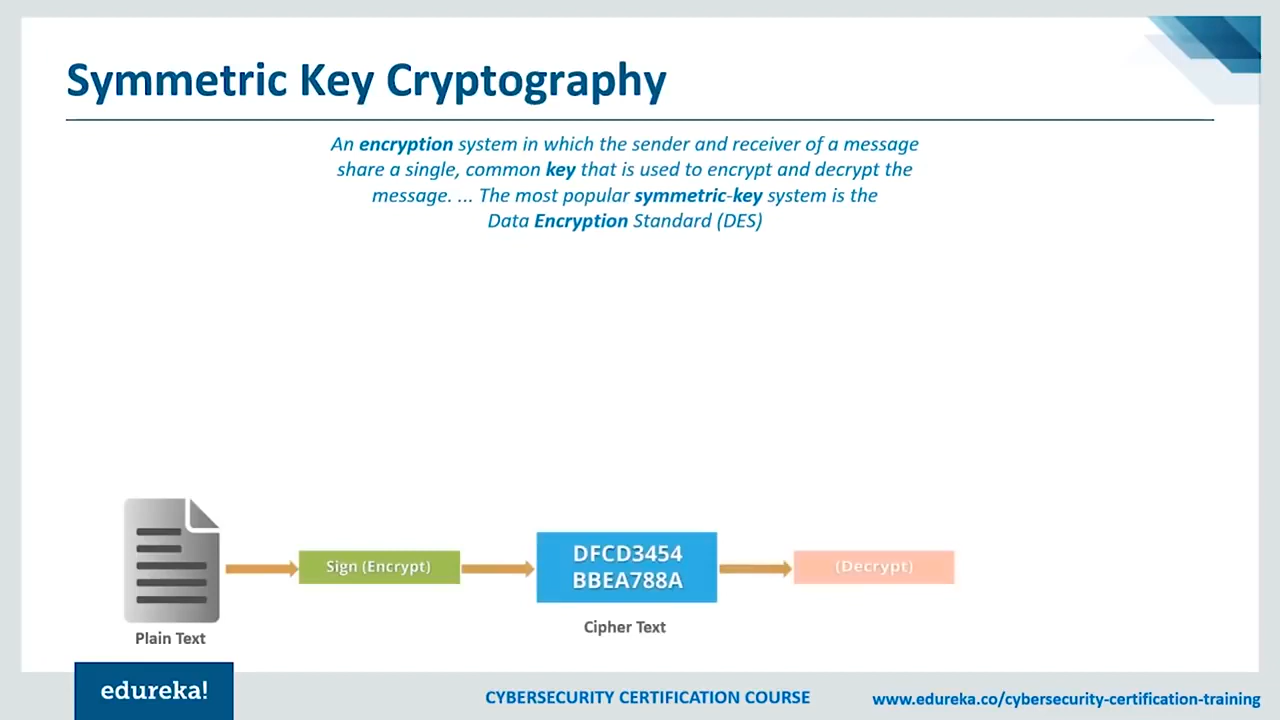 Symmetric Key Cryptography
An encryption system in which the sender and receiver of a message
share a single, common key that is used to encrypt and decrypt the
message. ... The most popular symmetric-key system is the
Data Encryption Standard (DES)
Sign (Encrypt)
DFCD3454
BBEA788A
(Decrypt)
Plain Text
Cipher Text
edureka!
CYBERSECURITY CERTIFICATION COURSE
www.edureka.co/cybersecurity-certification-training